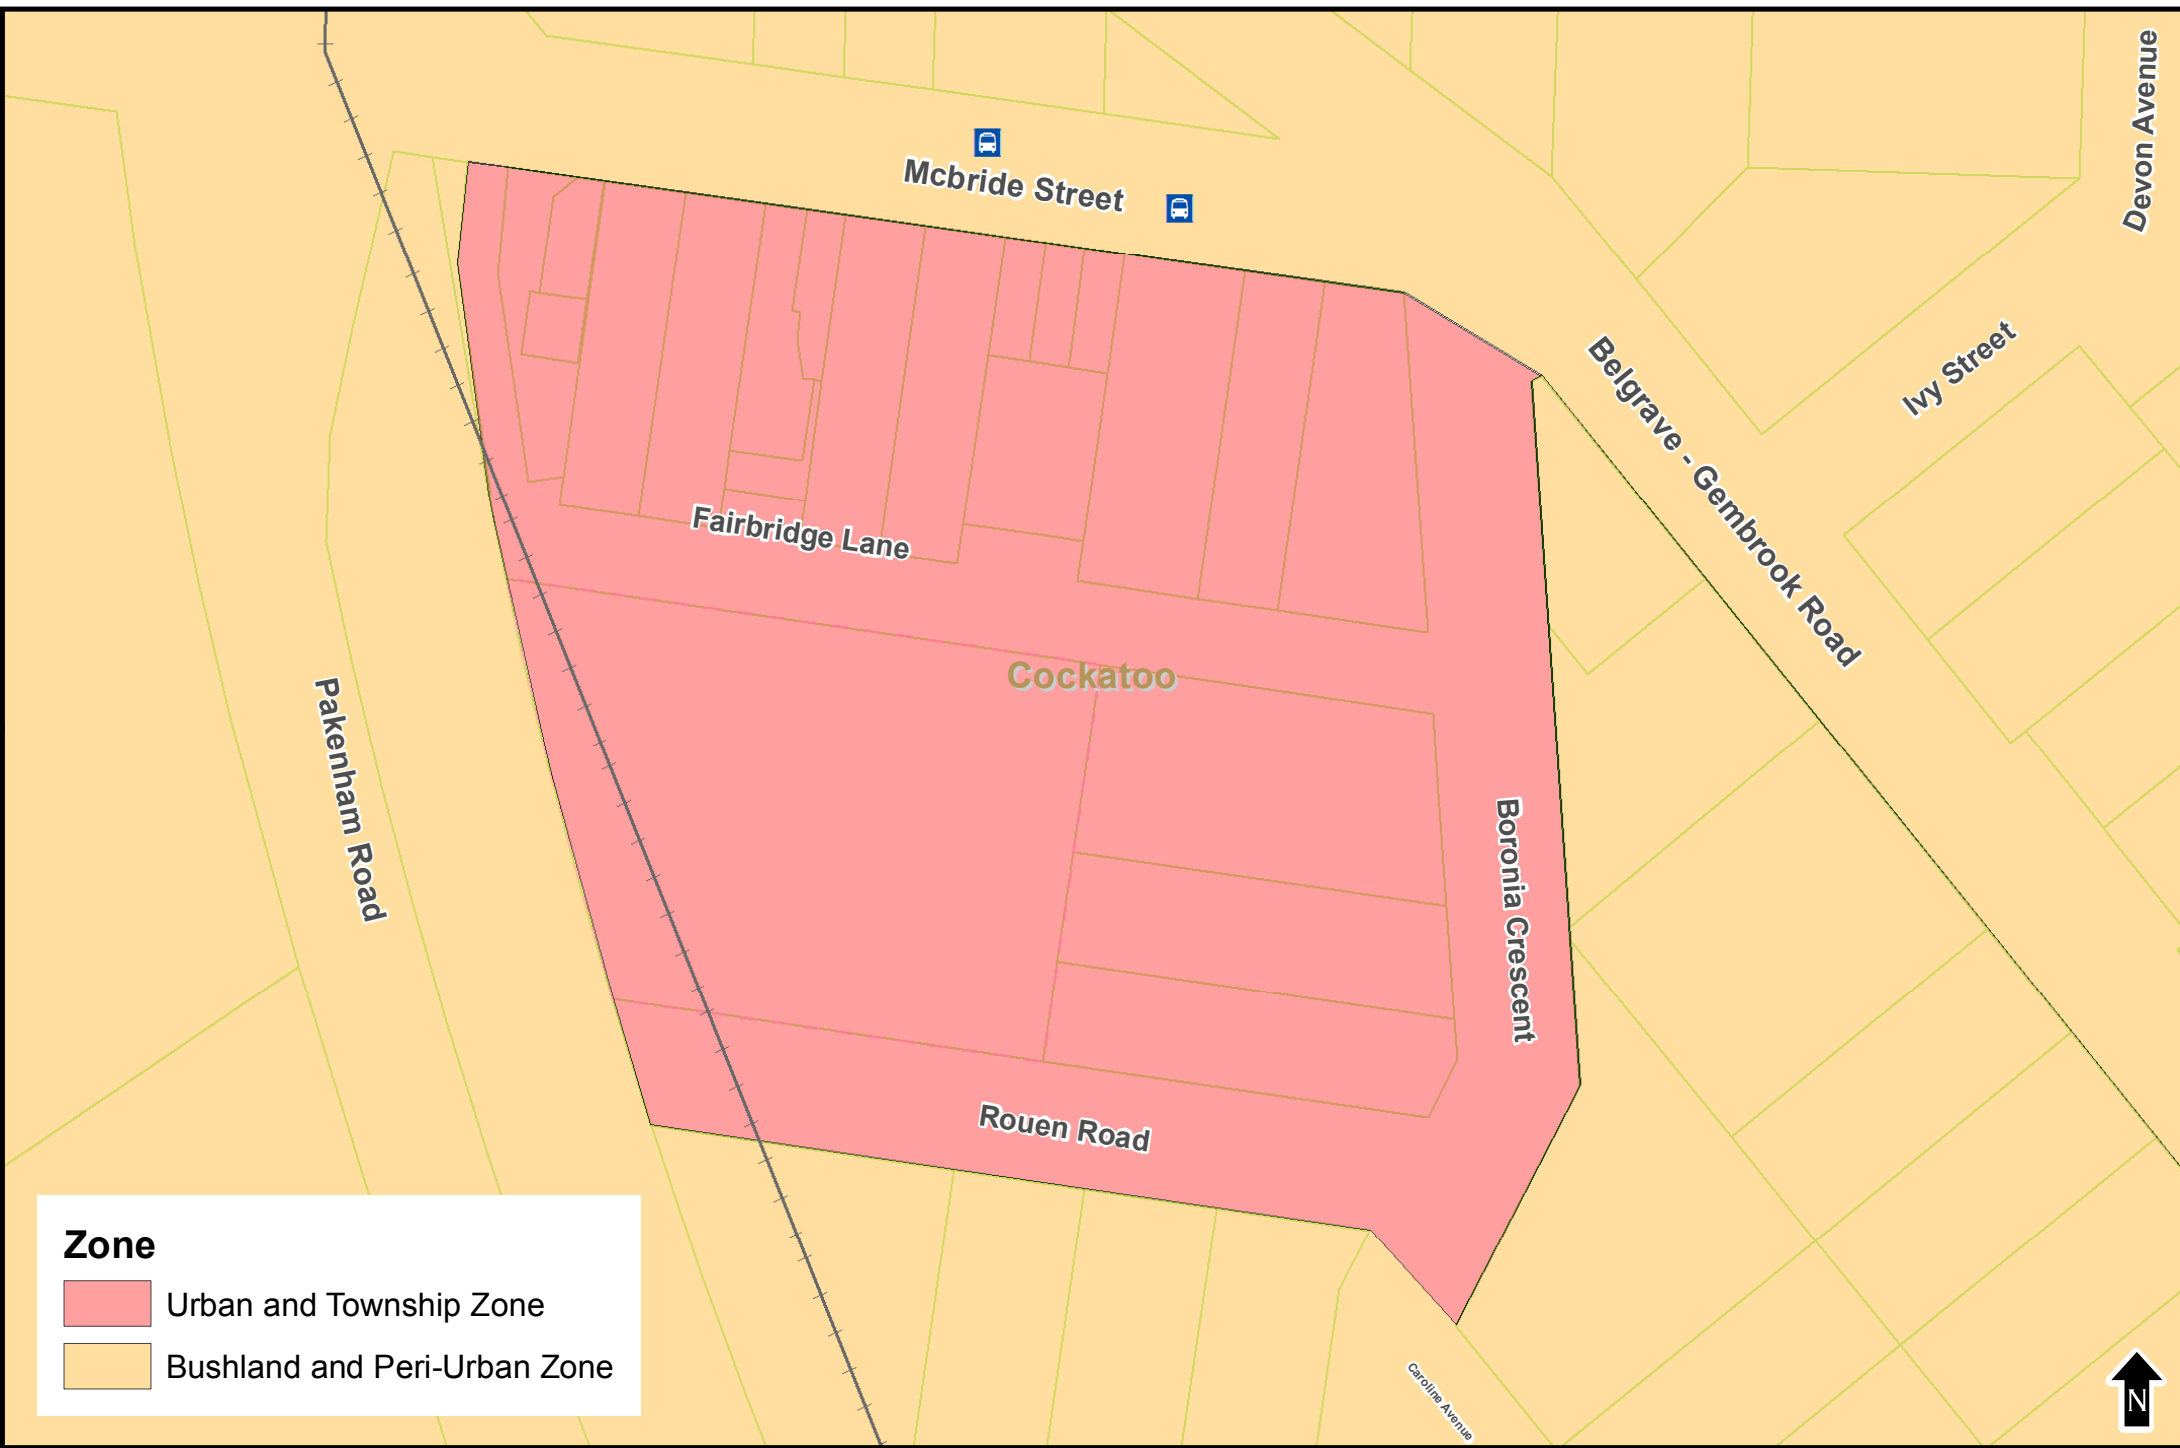 Devon Avenue
Mcbride Street
Ivy Street
Belgrave - Gembrook Road
Fairbridge Lane
Cockatoo
Pakenham Road
Boronia Crescent
Rouen Road
Caroline Avenue
Zone
Urban and Township Zone
Bushland and Peri-Urban Zone
N